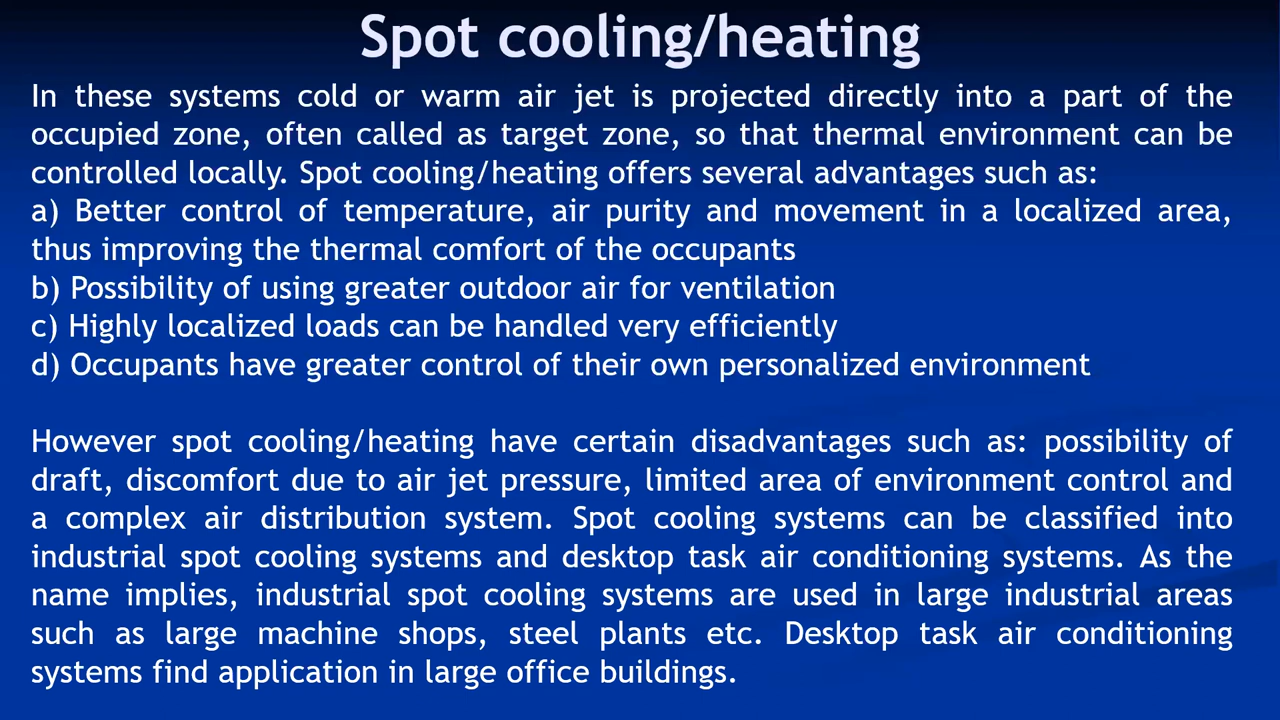 Spot cooling/heating
In these systems cold or warm air jet is projected directly into a part of the
occupied zone, often called as target zone, so that thermal environment can be
controlled locally. Spot cooling/heating offers several advantages such as:
a) Better control of temperature, air purity and movement in a localized area,
thus improving the thermal comfort of the occupants
b) Possibility of using greater outdoor air for ventilation
c) Highly localized loads can be handled very efficiently
d) Occupants have greater control of their own personalized environment
However spot cooling/heating have certain disadvantages such as: possibility of
draft, discomfort due to air jet pressure, limited area of environment control and
a complex air distribution system. Spot cooling systems can be classified into
industrial spot cooling systems and desktop task air conditioning systems. As the
name implies, industrial spot cooling systems are used in large industrial areas
such as large machine shops, steel plants etc. Desktop task air conditioning
systems find application in large office buildings.